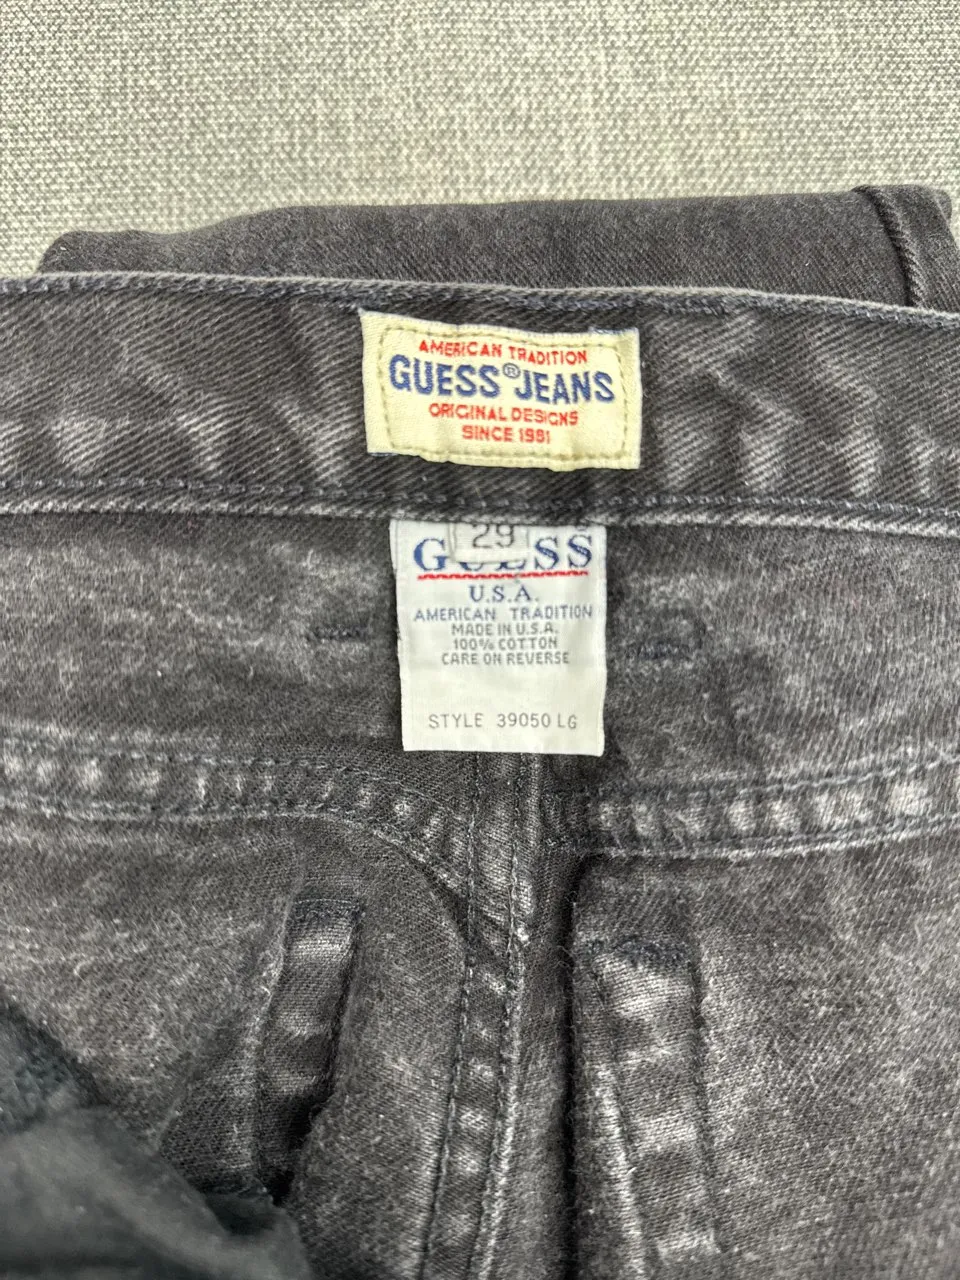 AMERICAN TRADITION
GUESS® JEANS
ORIGINAL DESIGNS
SINCE 1981
29
GUESS
U.S.A.
AMERICAN TRADITION
MADE IN U.S.A.
100% COTTON
CARE ON REVERSE
STYLE 39050 LG